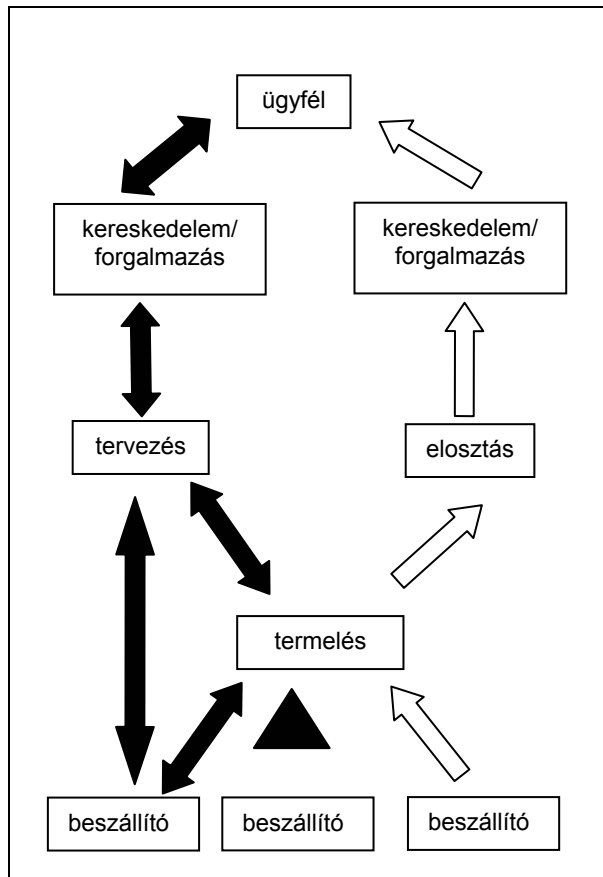 ügyfél
kereskedelem/
forgalmazás
kereskedelem/
forgalmazás
tervezés
elosztás
termelés
beszállító
beszállító
beszállító